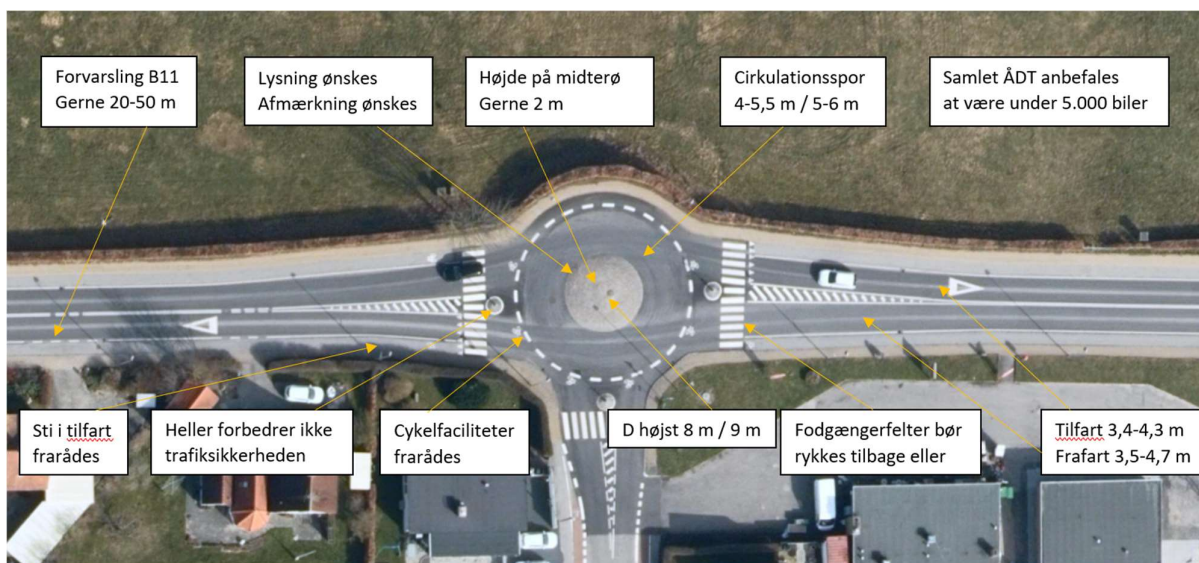 Forvarsling B11
Gerne 20-50 m
Lysning ønskes
Afmærkning ønskes
Højde på midterø
Gerne 2 m
Cirkulationsspor
4-5,5 m / 5-6 m
Samlet ÅDT anbefales
at være under 5.000 biler
Sti i tilfart
frarådes
Heller forbedrer ikke
trafiksikkerheden
Cykelfaciliteter
frarådes
D højst 8 m / 9 m
Fodgængerfelter bør
rykkes tilbage eller
Tilfart 3,4-4,3 m
Frafart 3,5-4,7 m